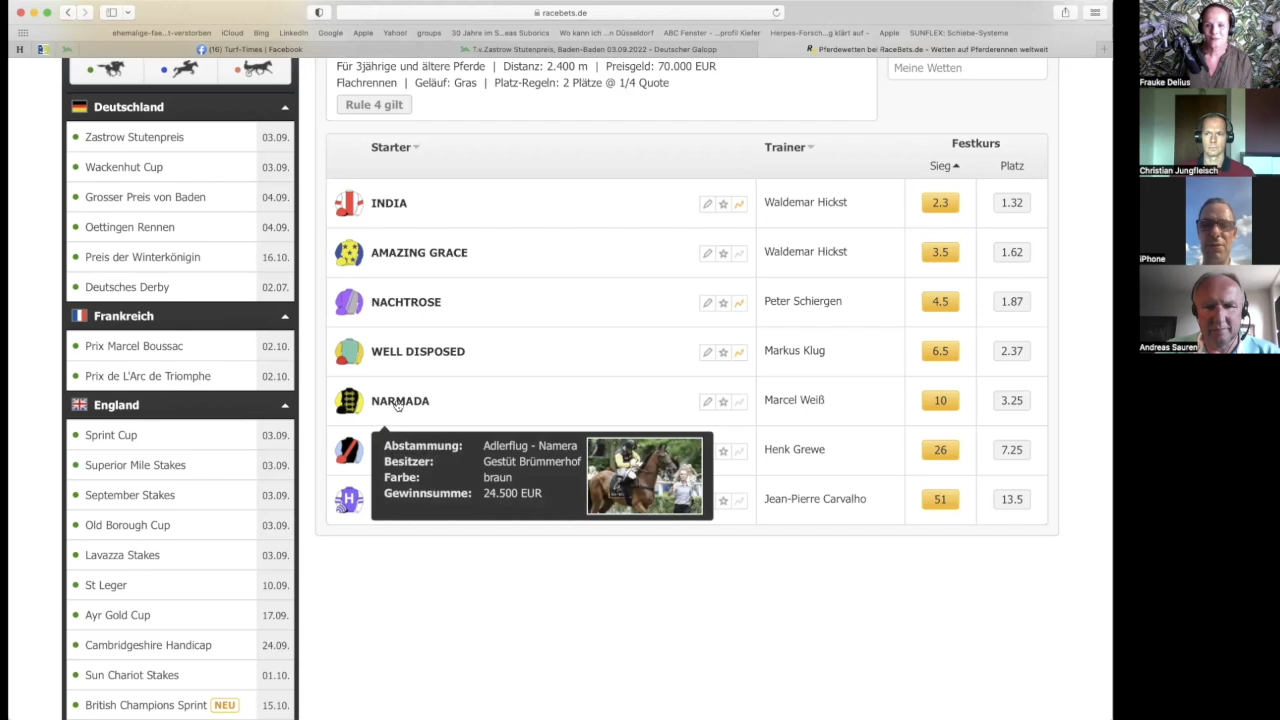 racebets.de
ehemalige-fae...t-verstorben iCloud Bing LinkedIn Google Apple Yahoo! groups 30 Jahre im S...eas Suborics Wo kann ich in...n Düsseldorf ABC Fenster - ...profil Kiefer Herpes-Forsch...g klärt auf - Apple SUNFLEX: Schiebe-Systeme
H (16) Turf-Times | Facebook T.v.Zastrow Stutenpreis, Baden-Baden 03.09.2022 - Deutscher Galopp Pferdewetten bei RaceBets.de - Wetten auf Pferderennen weltweit
Für 3jährige und ältere Pferde | Distanz: 2.400 m | Preisgeld: 70.000 EUR
Flachrennen | Geläuf: Gras | Platz-Regeln: 2 Plätze @ 1/4 Quote
Rule 4 gilt
Meine Wetten
Deutschland
Zastrow Stutenpreis 03.09.
Wackenhut Cup 03.09.
Grosser Preis von Baden 04.09.
Oettingen Rennen 04.09.
Preis der Winterkönigin 16.10.
Deutsches Derby 02.07.
Frankreich
Prix Marcel Boussac 02.10.
Prix de L'Arc de Triomphe 02.10.
England
Sprint Cup 03.09.
Superior Mile Stakes 03.09.
September Stakes 03.09.
Old Borough Cup 03.09.
Lavazza Stakes 03.09.
St Leger 10.09.
Ayr Gold Cup 17.09.
Cambridgeshire Handicap 24.09.
Sun Chariot Stakes 01.10.
British Champions Sprint NEU 15.10.
Starter Trainer Festkurs
Sieg Platz
INDIA Waldemar Hickst 2.3 1.32
AMAZING GRACE Waldemar Hickst 3.5 1.62
NACHTROSE Peter Schiergen 4.5 1.87
WELL DISPOSED Markus Klug 6.5 2.37
NARMADA Marcel Weiß 10 3.25
Henk Grewe 26 7.25
H Jean-Pierre Carvalho 51 13.5
Abstammung: Adlerflug - Namera
Besitzer: Gestüt Brümmerhof
Farbe: braun
Gewinnsumme: 24.500 EUR
Frauke Delius
Christian Jungfleisch
iPhone
Andreas Sauren